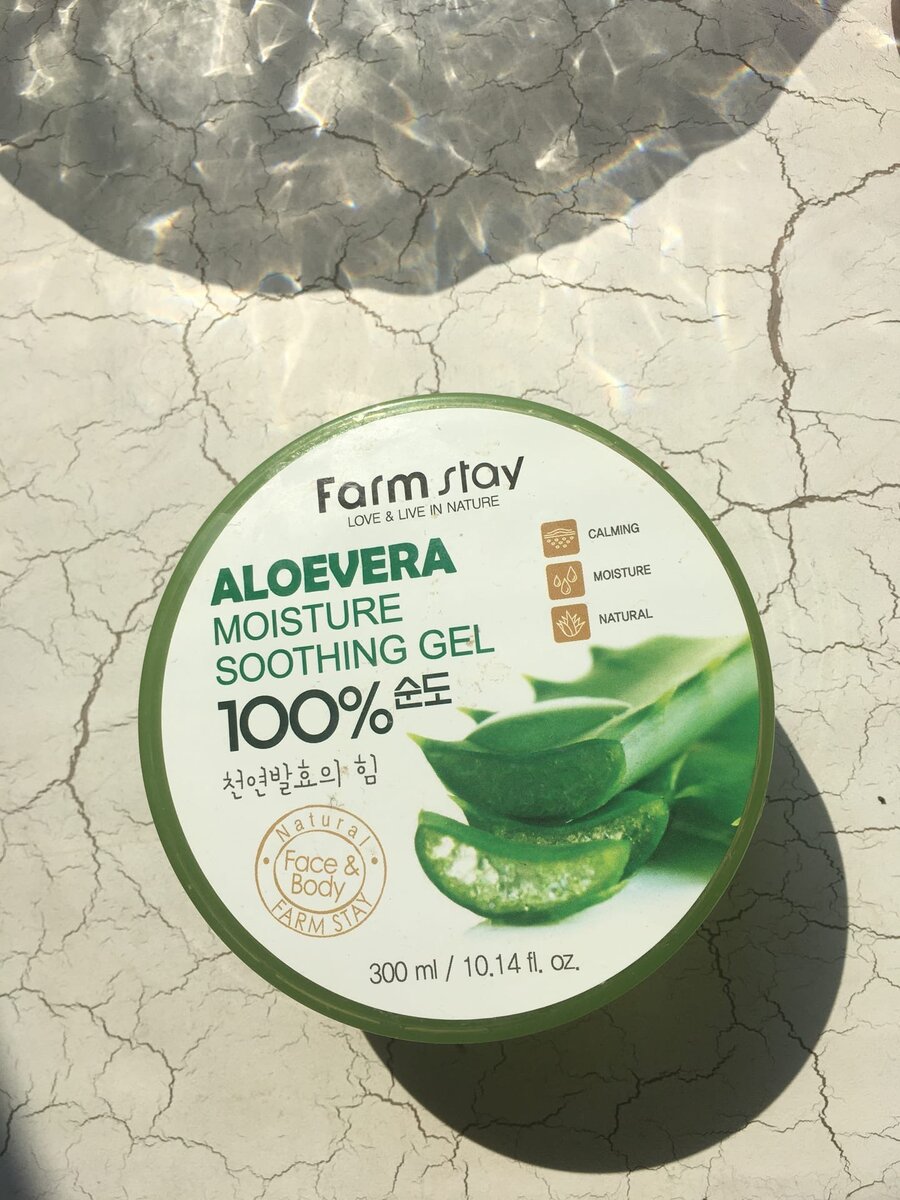 Farm stay
LOVE & LIVE IN NATURE
ALOEVERA
MOISTURE
SOOTHING GEL
100% 순도
천연발효의 힘
CALMING
MOISTURE
NATURAL
Natural
Face &
Body
FARM STAY
300 ml / 10.14 fl. oz.